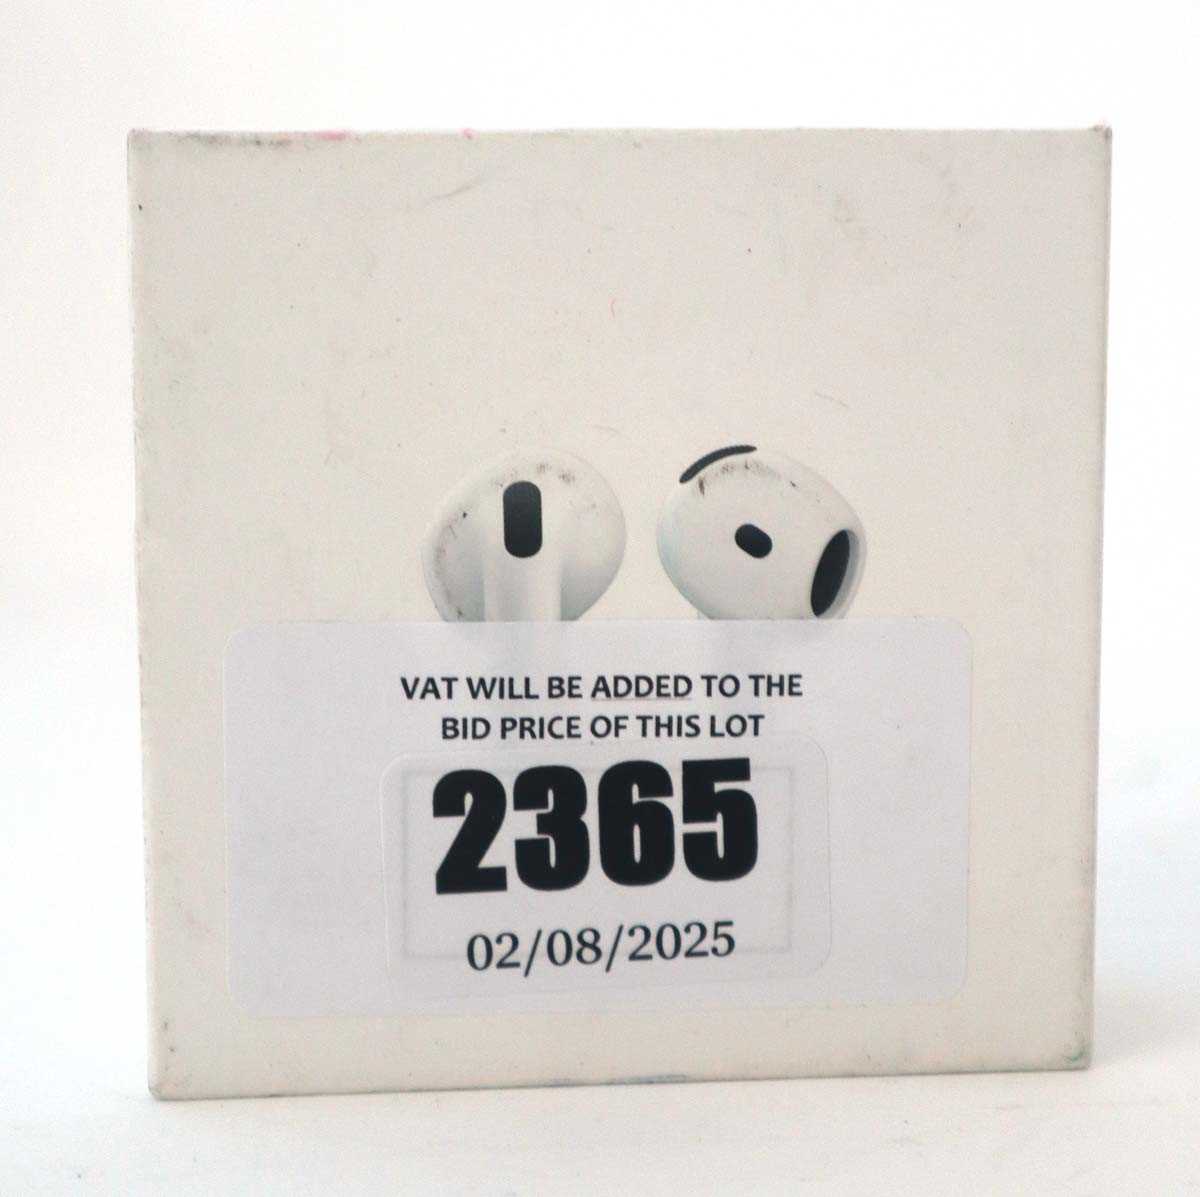 VAT WILL BE ADDED TO THE
BID PRICE OF THIS LOT
2365
02/08/2025